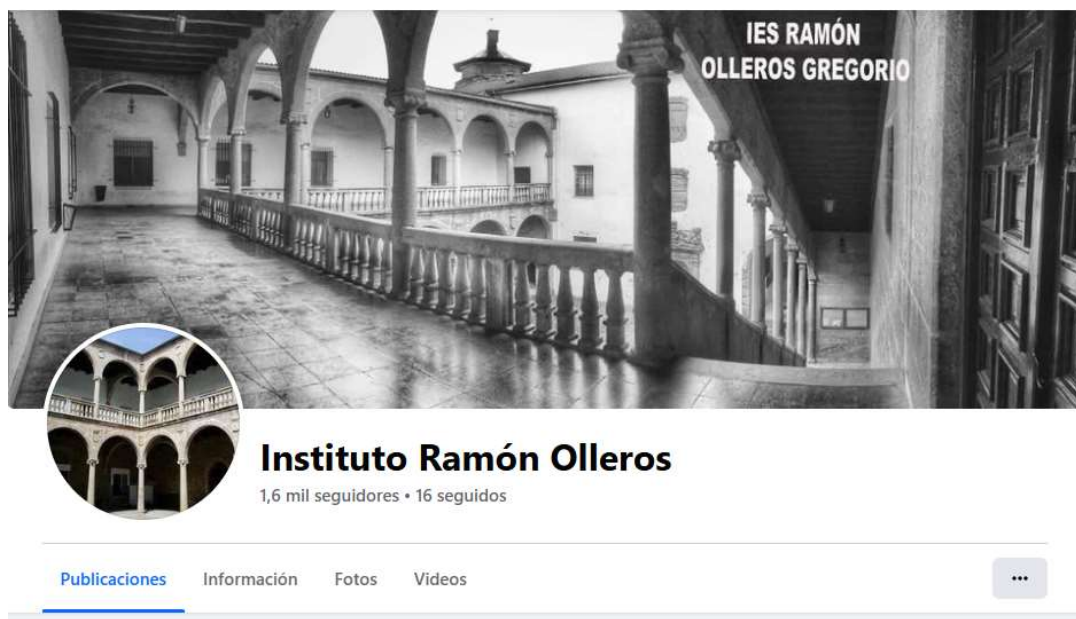 IES RAMÓN
OLLEROS GREGORIO
Instituto Ramón Olleros
1,6 mil seguidores • 16 seguidos
Publicaciones Información Fotos Videos